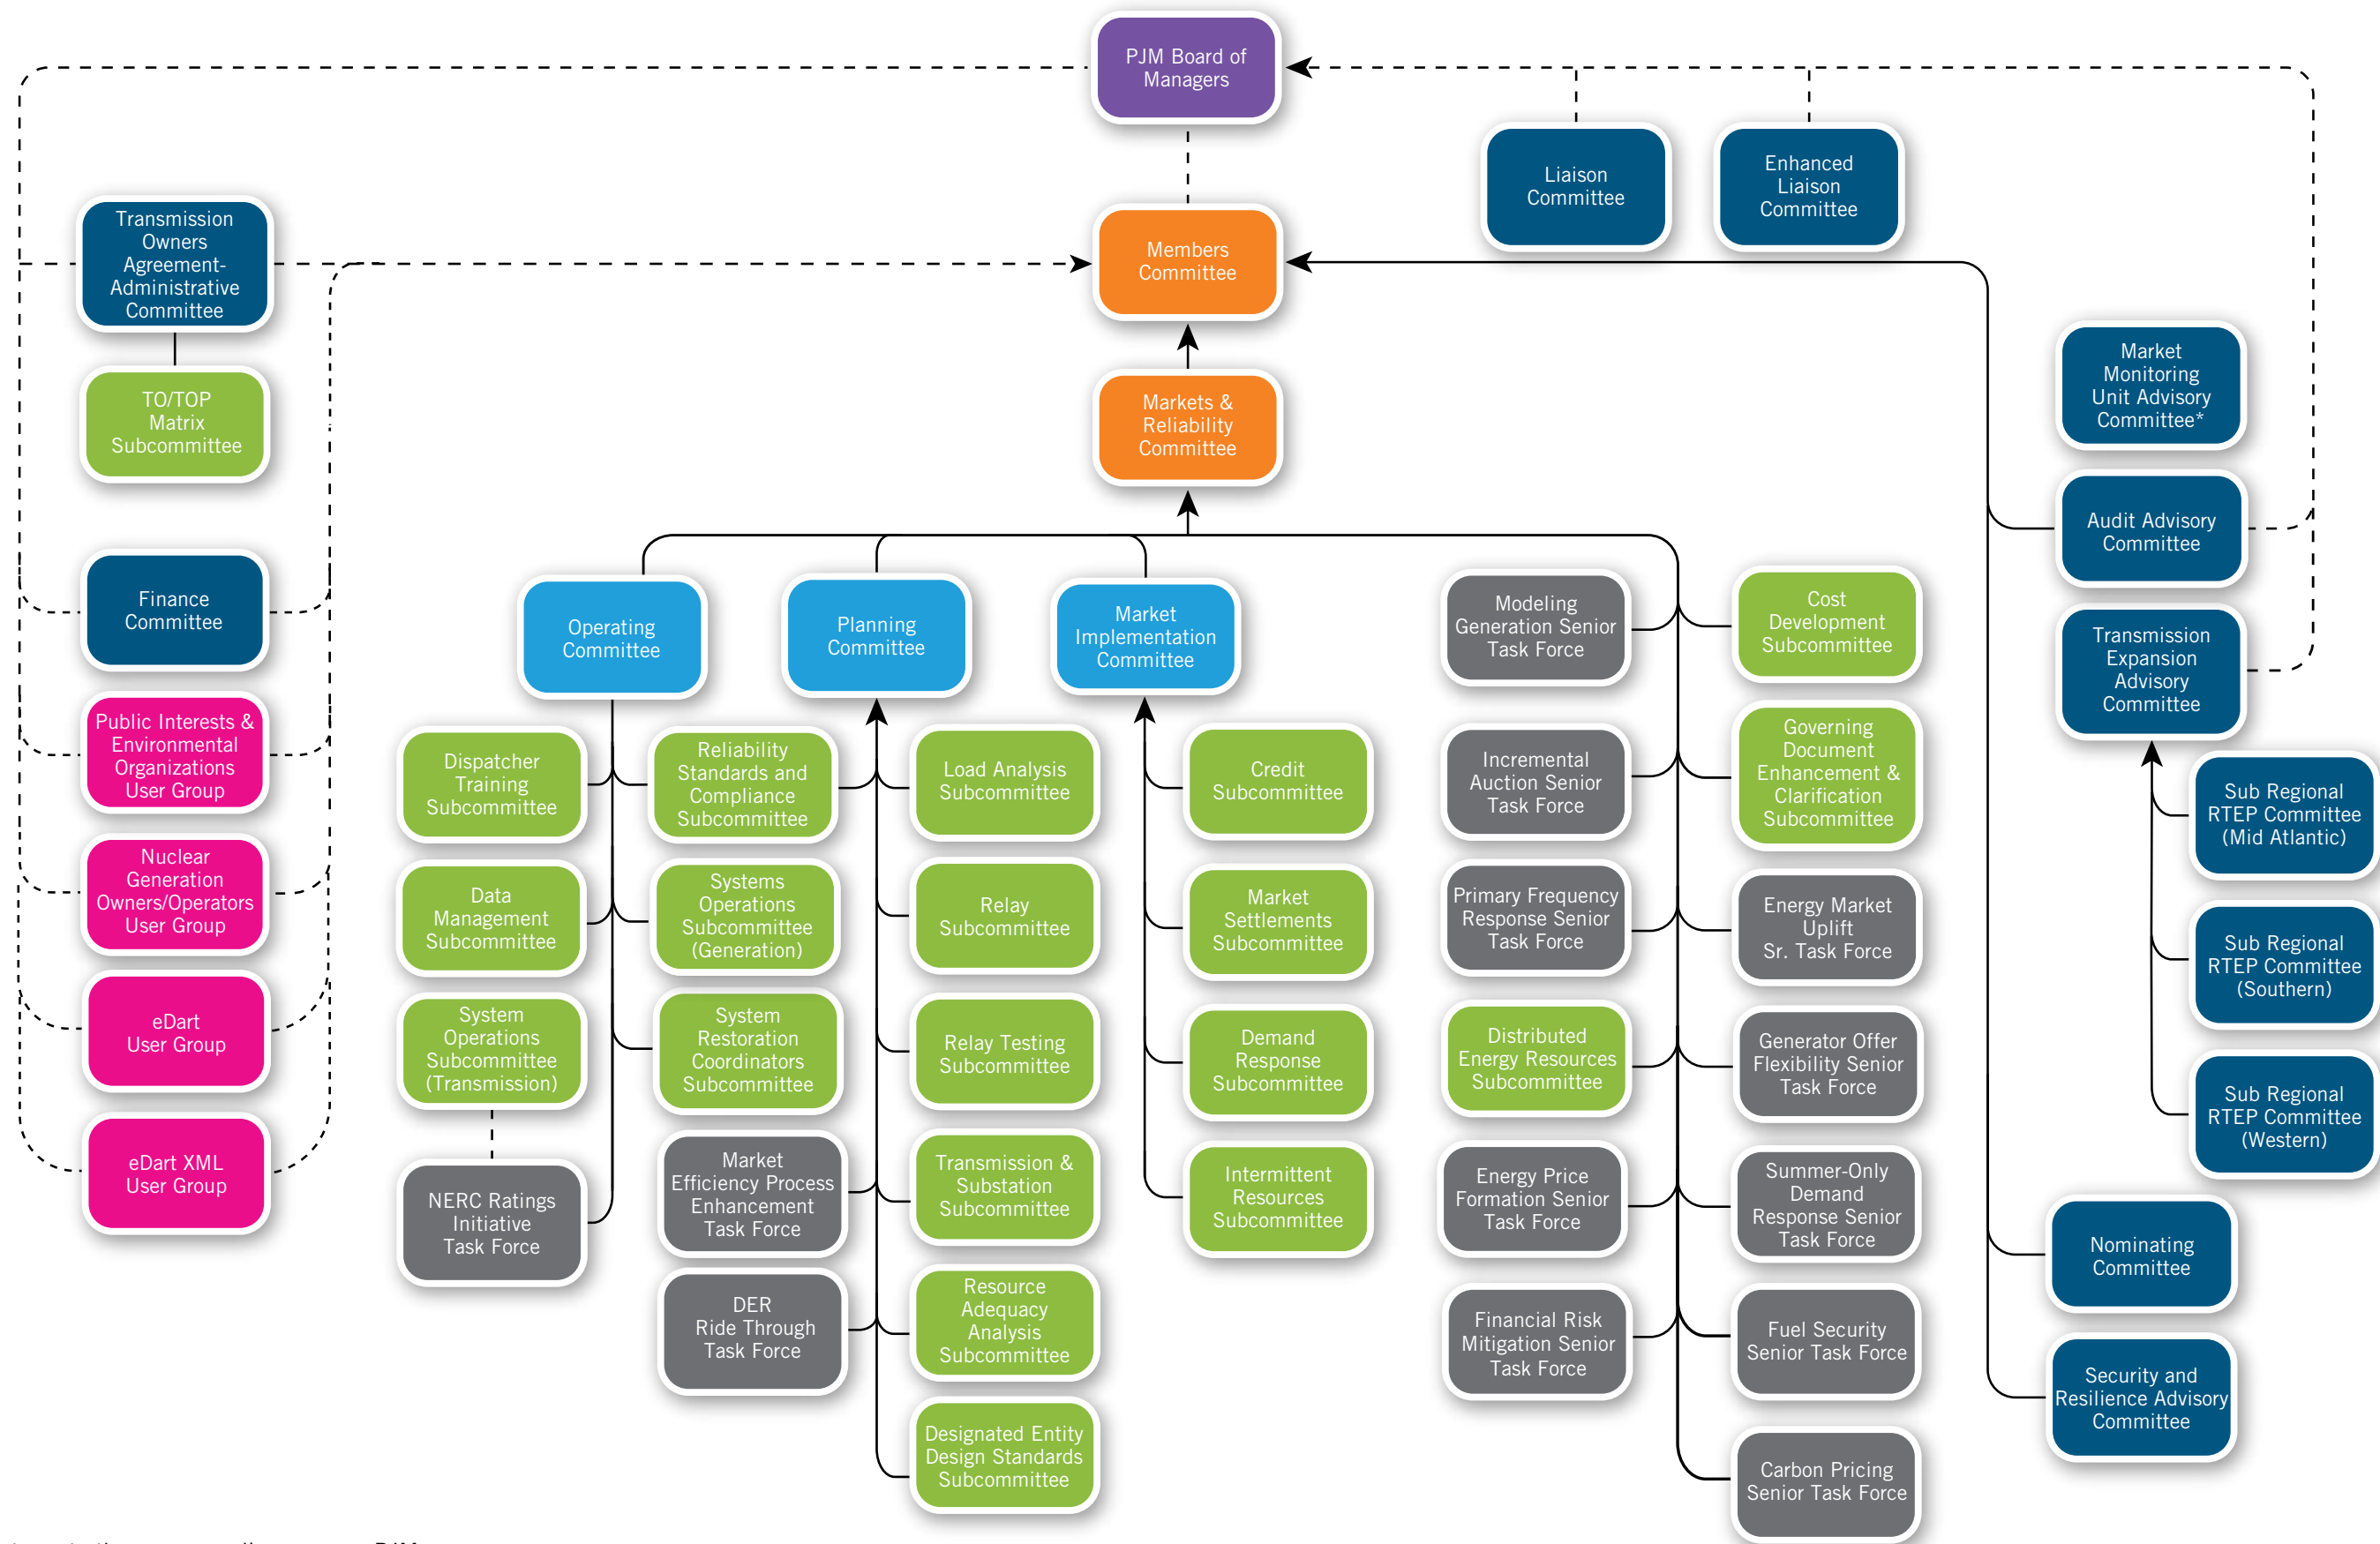 PJM Board of
Managers
Liaison
Committee
Enhanced
Liaison
Committee
Transmission
Owners
Agreement-
Administrative
Committee
Members
Committee
TO/TOP
Matrix
Subcommittee
Markets &
Reliability
Committee
Market
Monitoring
Unit Advisory
Committee*
Audit Advisory
Committee
Transmission
Expansion
Advisory
Committee
Finance
Committee
Public Interests &
Environmental
Organizations
User Group
Nuclear
Generation
Owners/Operators
User Group
eDart
User Group
eDart XML
User Group
Operating
Committee
Planning
Committee
Market
Implementation
Committee
Dispatcher
Training
Subcommittee
Data
Management
Subcommittee
System
Operations
Subcommittee
(Transmission)
NERC Ratings
Initiative
Task Force
Reliability
Standards and
Compliance
Subcommittee
Systems
Operations
Subcommittee
(Generation)
System
Restoration
Coordinators
Subcommittee
Market
Efficiency Process
Enhancement
Task Force
DER
Ride Through
Task Force
Load Analysis
Subcommittee
Relay
Subcommittee
Relay Testing
Subcommittee
Transmission &
Substation
Subcommittee
Resource
Adequacy
Analysis
Subcommittee
Designated Entity
Design Standards
Subcommittee
Credit
Subcommittee
Market
Settlements
Subcommittee
Demand
Response
Subcommittee
Intermittent
Resources
Subcommittee
Modeling
Generation Senior
Task Force
Incremental
Auction Senior
Task Force
Primary Frequency
Response Senior
Task Force
Distributed
Energy Resources
Subcommittee
Energy Price
Formation Senior
Task Force
Financial Risk
Mitigation Senior
Task Force
Cost
Development
Subcommittee
Governing
Document
Enhancement &
Clarification
Subcommittee
Energy Market
Uplift
Sr. Task Force
Generator Offer
Flexibility Senior
Task Force
Summer-Only
Demand
Response Senior
Task Force
Fuel Security
Senior Task Force
Carbon Pricing
Senior Task Force
Sub Regional
RTEP Committee
(Mid Atlantic)
Sub Regional
RTEP Committee
(Southern)
Sub Regional
RTEP Committee
(Western)
Nominating
Committee
Security and
Resilience Advisory
Committee